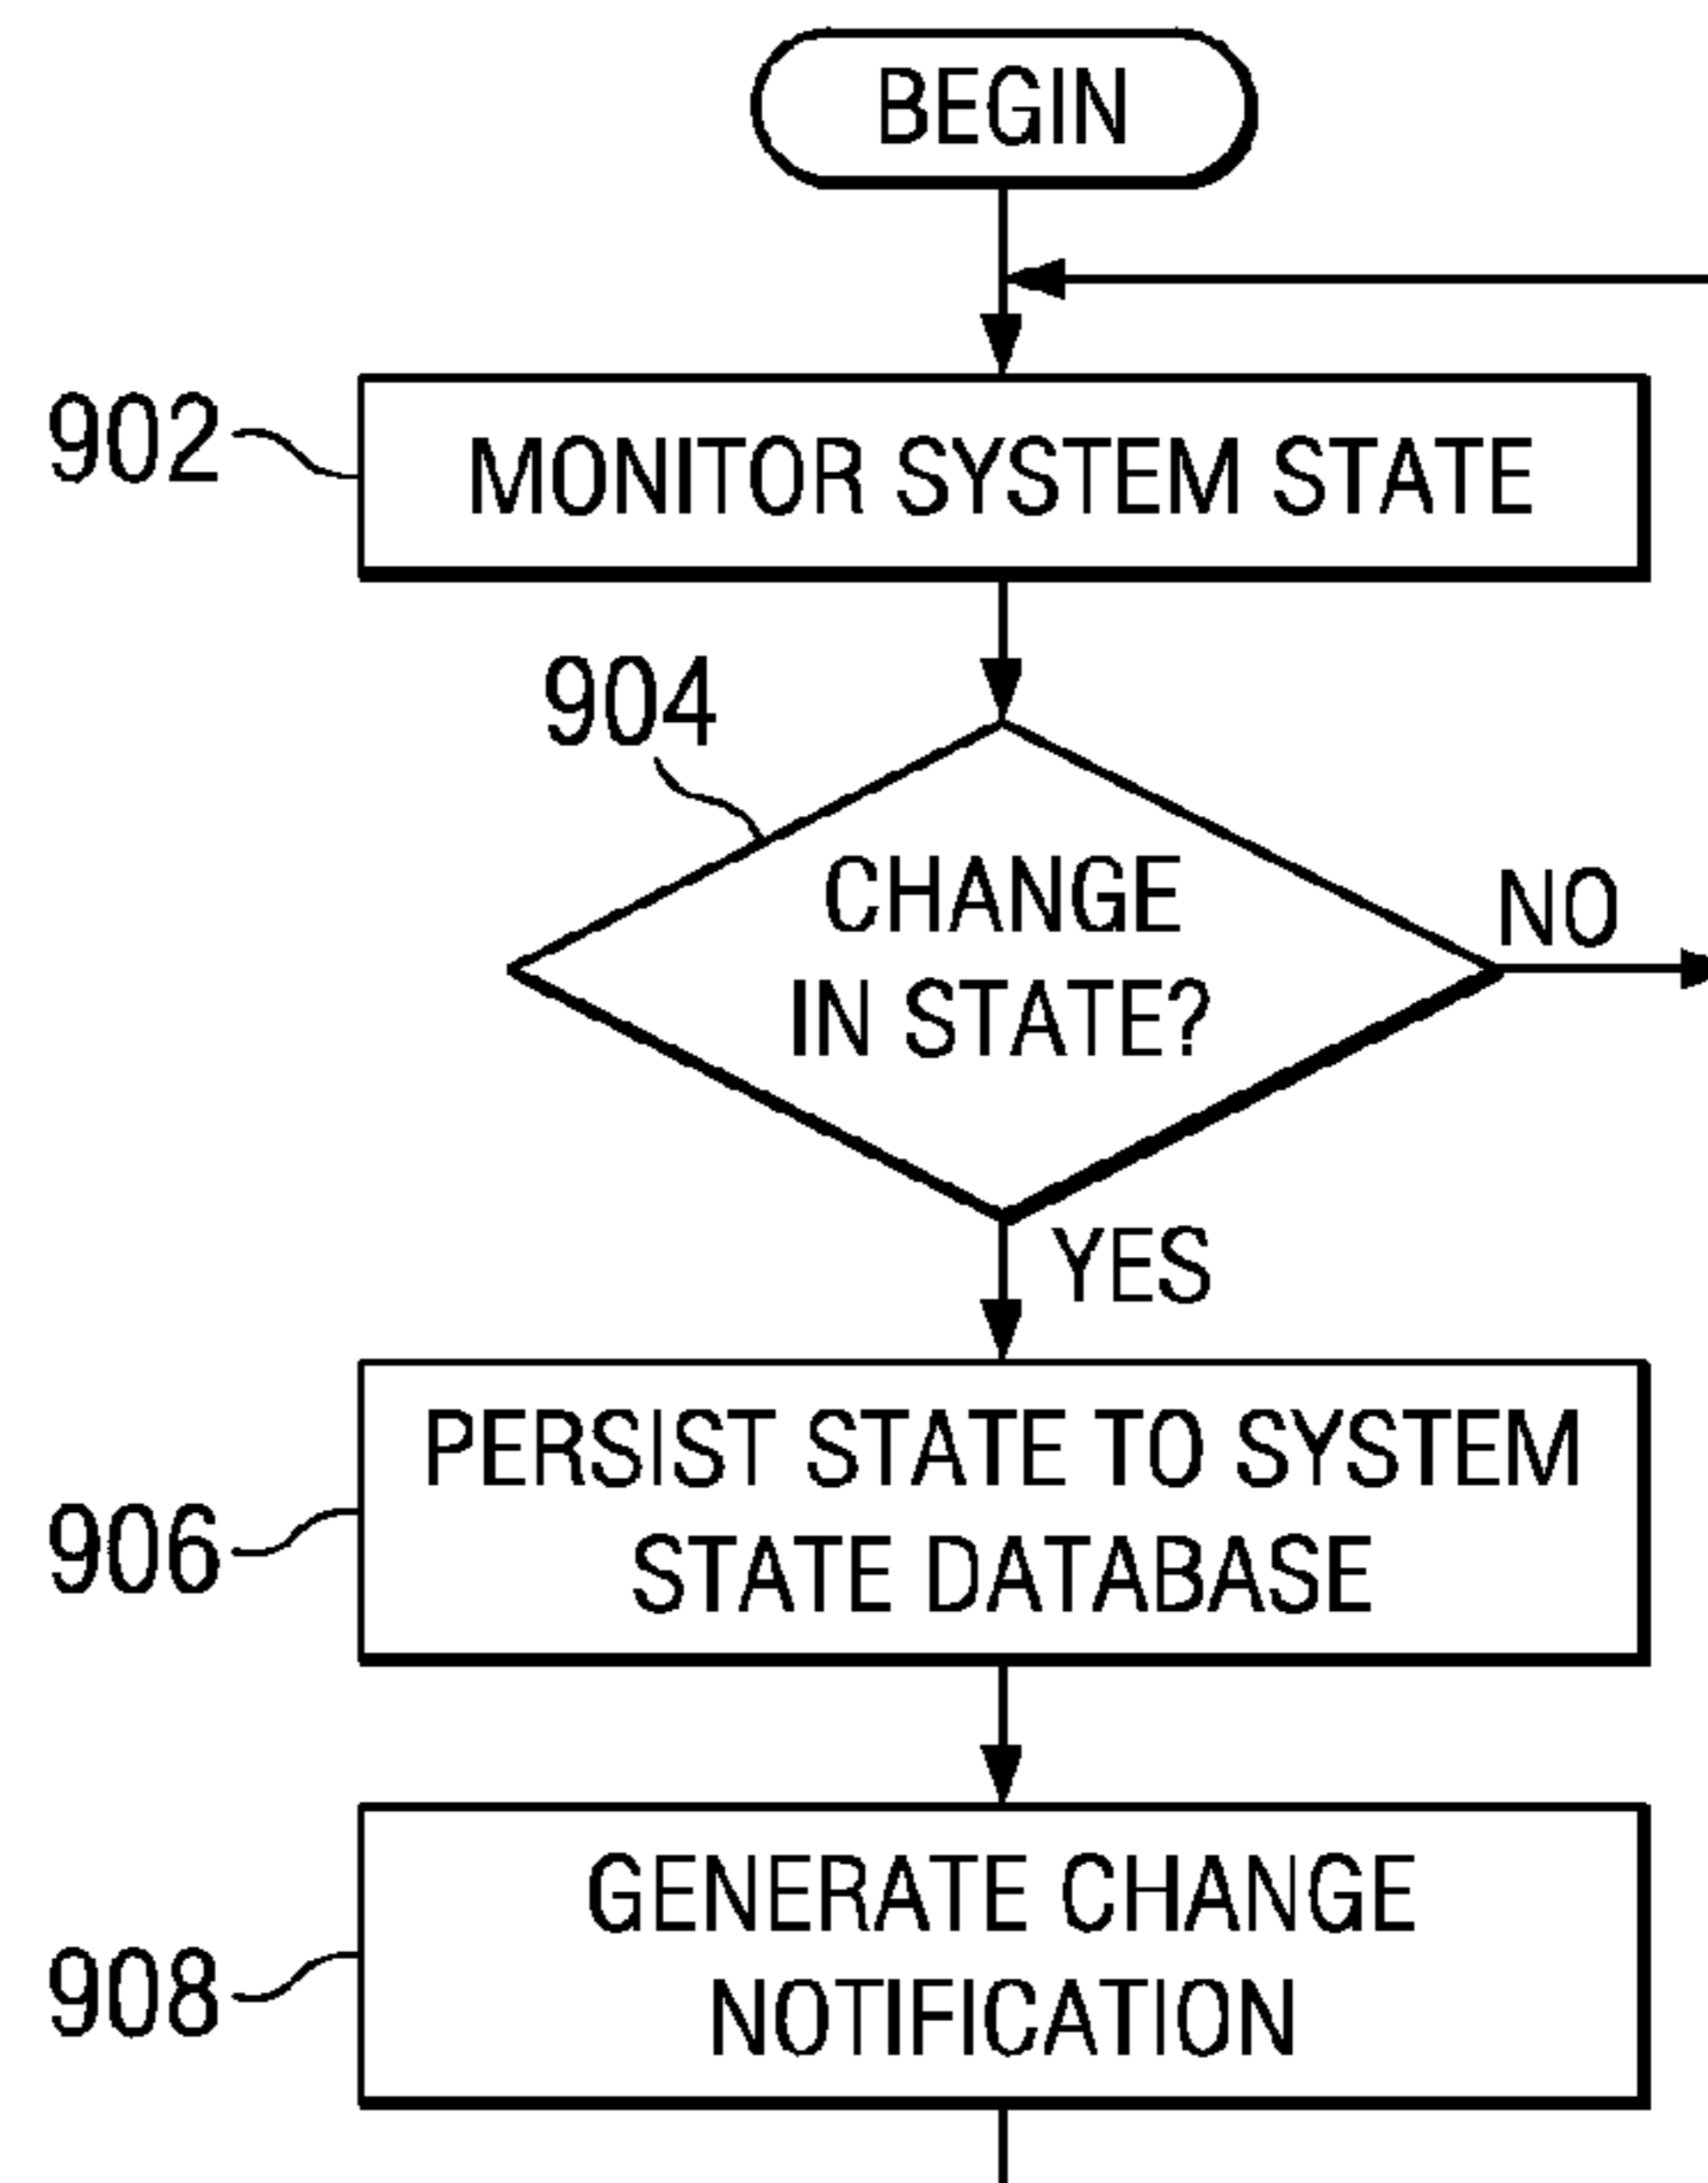 BEGIN
902
MONITOR SYSTEM STATE
904
CHANGE
IN STATE?
NO
YES
906
PERSIST STATE TO SYSTEM
STATE DATABASE
908
GENERATE CHANGE
NOTIFICATION